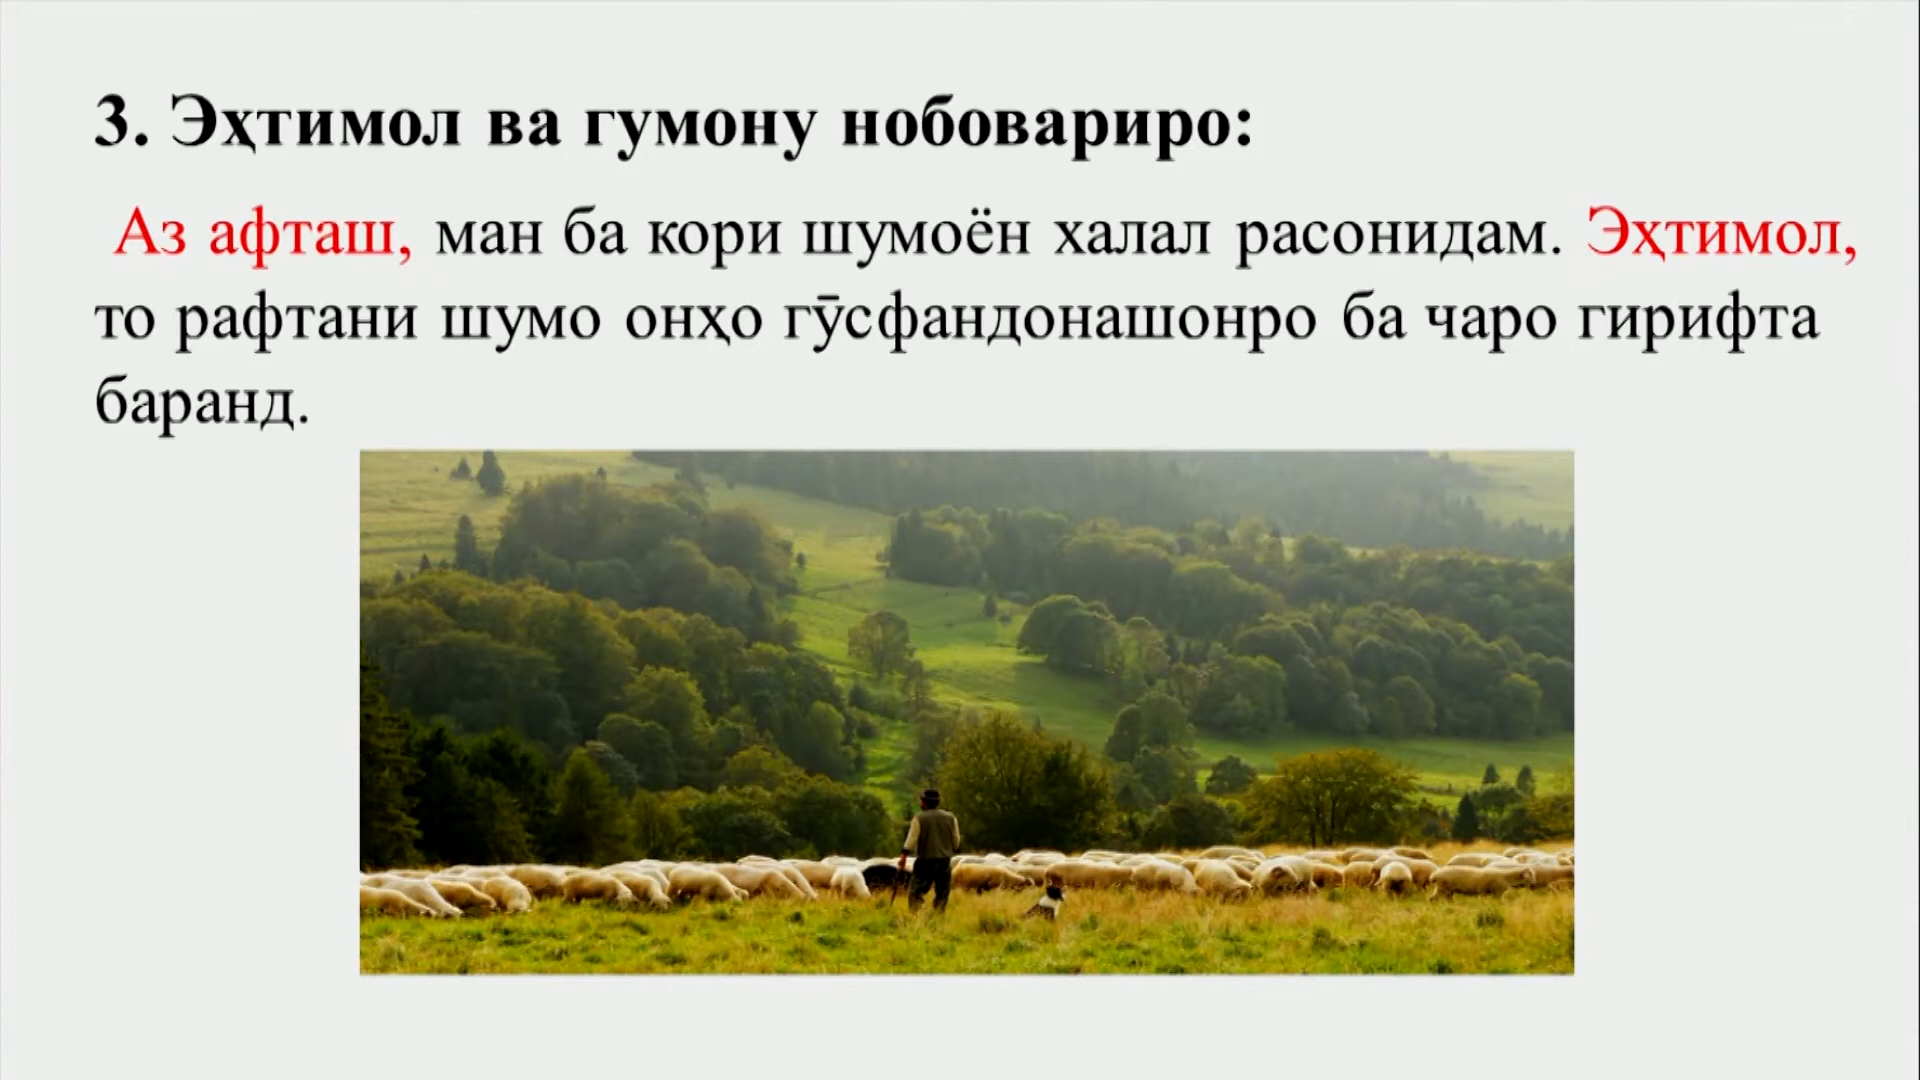 3. Эҳтимол ва гумону нобовариро:
Аз афташ, ман ба кори шумоён халал расонидам. Эҳтимол,
то рафтани шумо онҳо гӯсфандонашонро ба чаро гирифта
баранд.